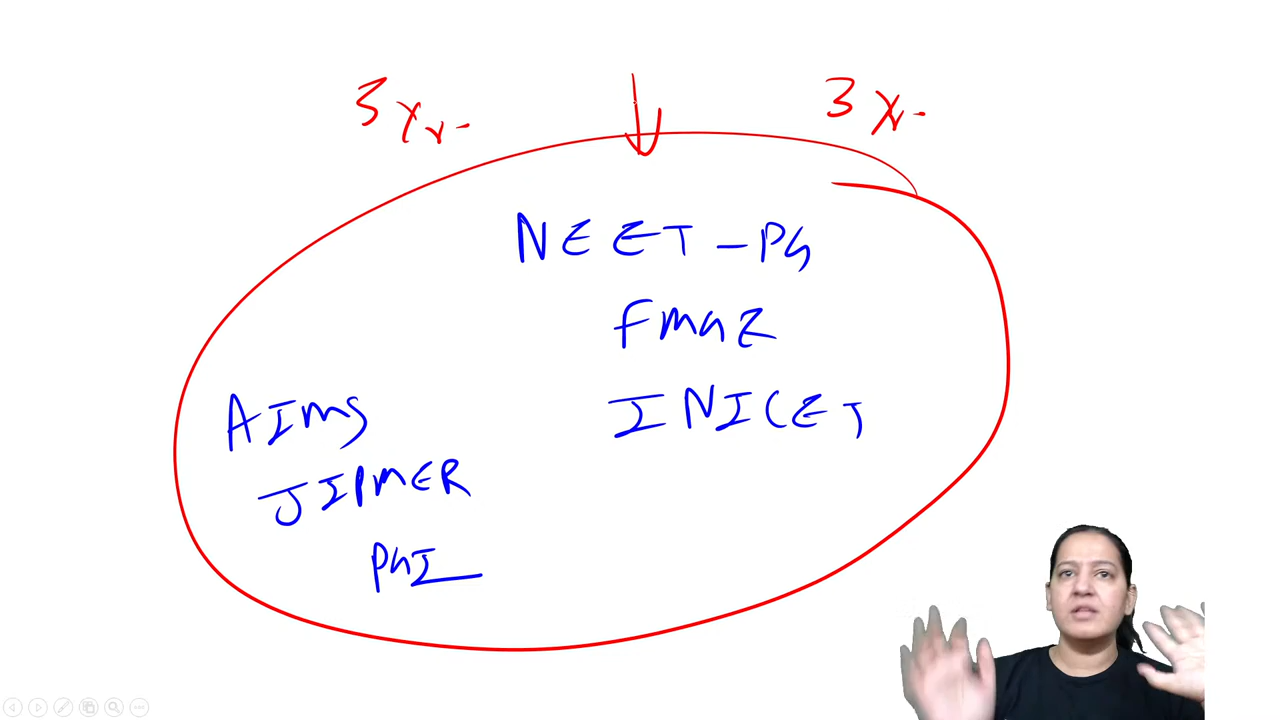 3 Yr. 3 Yr.
NEET-PG
FMGE
AIIMS INICET
JIPMER
PGI